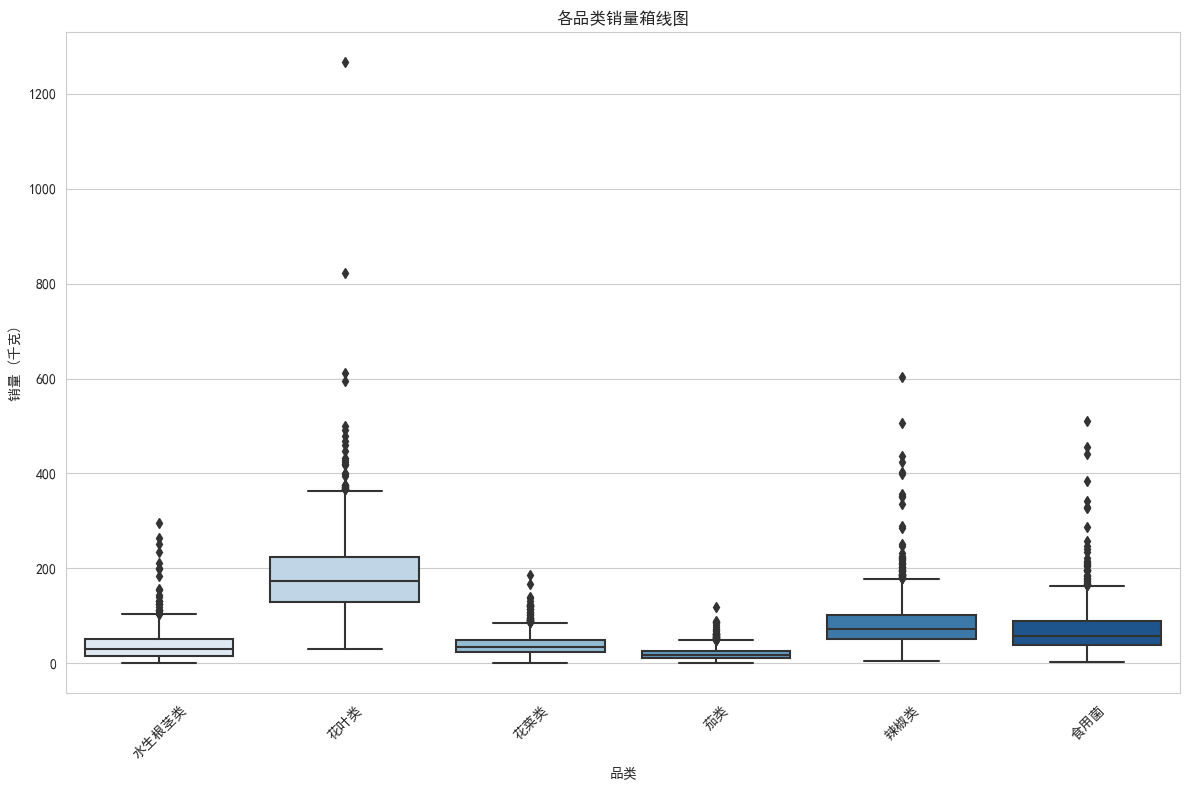 各品类销量箱线图
1200
1000
800
600
400
200
0
销量（千克）
水生根茎类
花叶类
花菜类
茄类
辣椒类
食用菌
品类